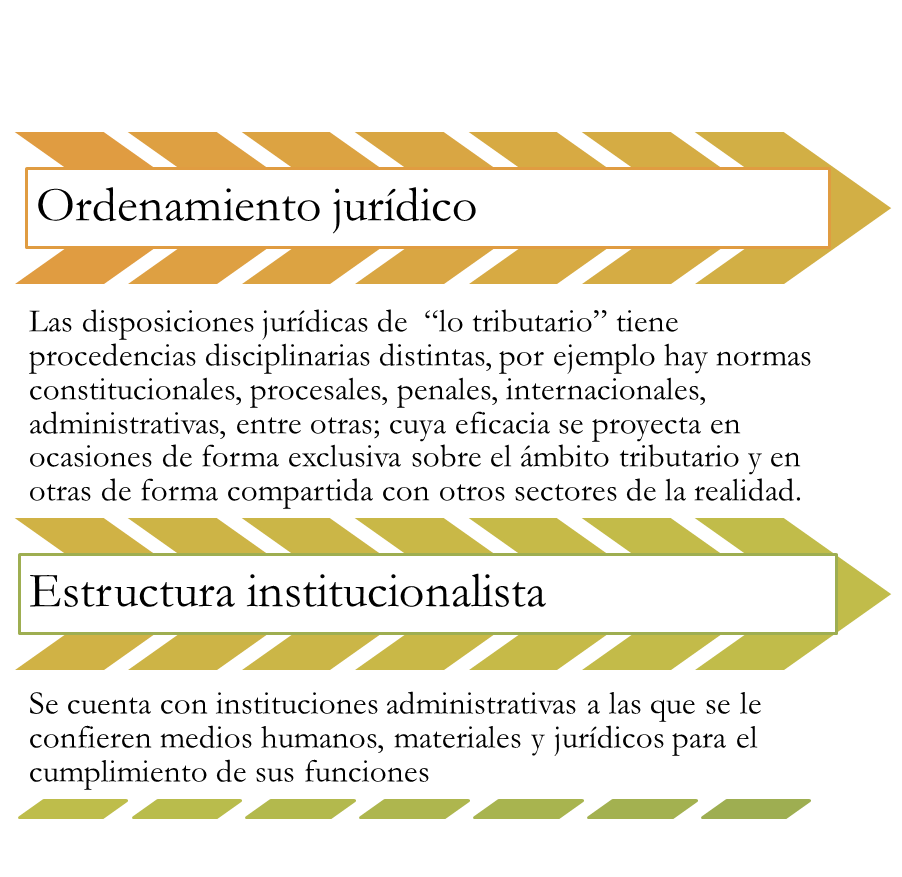 Ordenamiento jurídico
Las disposiciones jurídicas de  “lo tributario” tiene
procedencias disciplinarias distintas, por ejemplo hay normas
constitucionales, procesales, penales, internacionales,
administrativas, entre otras; cuya eficacia se proyecta en
ocasiones de forma exclusiva sobre el ámbito tributario y en
otras de forma compartida con otros sectores de la realidad.
Estructura institucionalista
Se cuenta con instituciones administrativas a las que se le
confieren medios humanos, materiales y jurídicos para el
cumplimiento de sus funciones